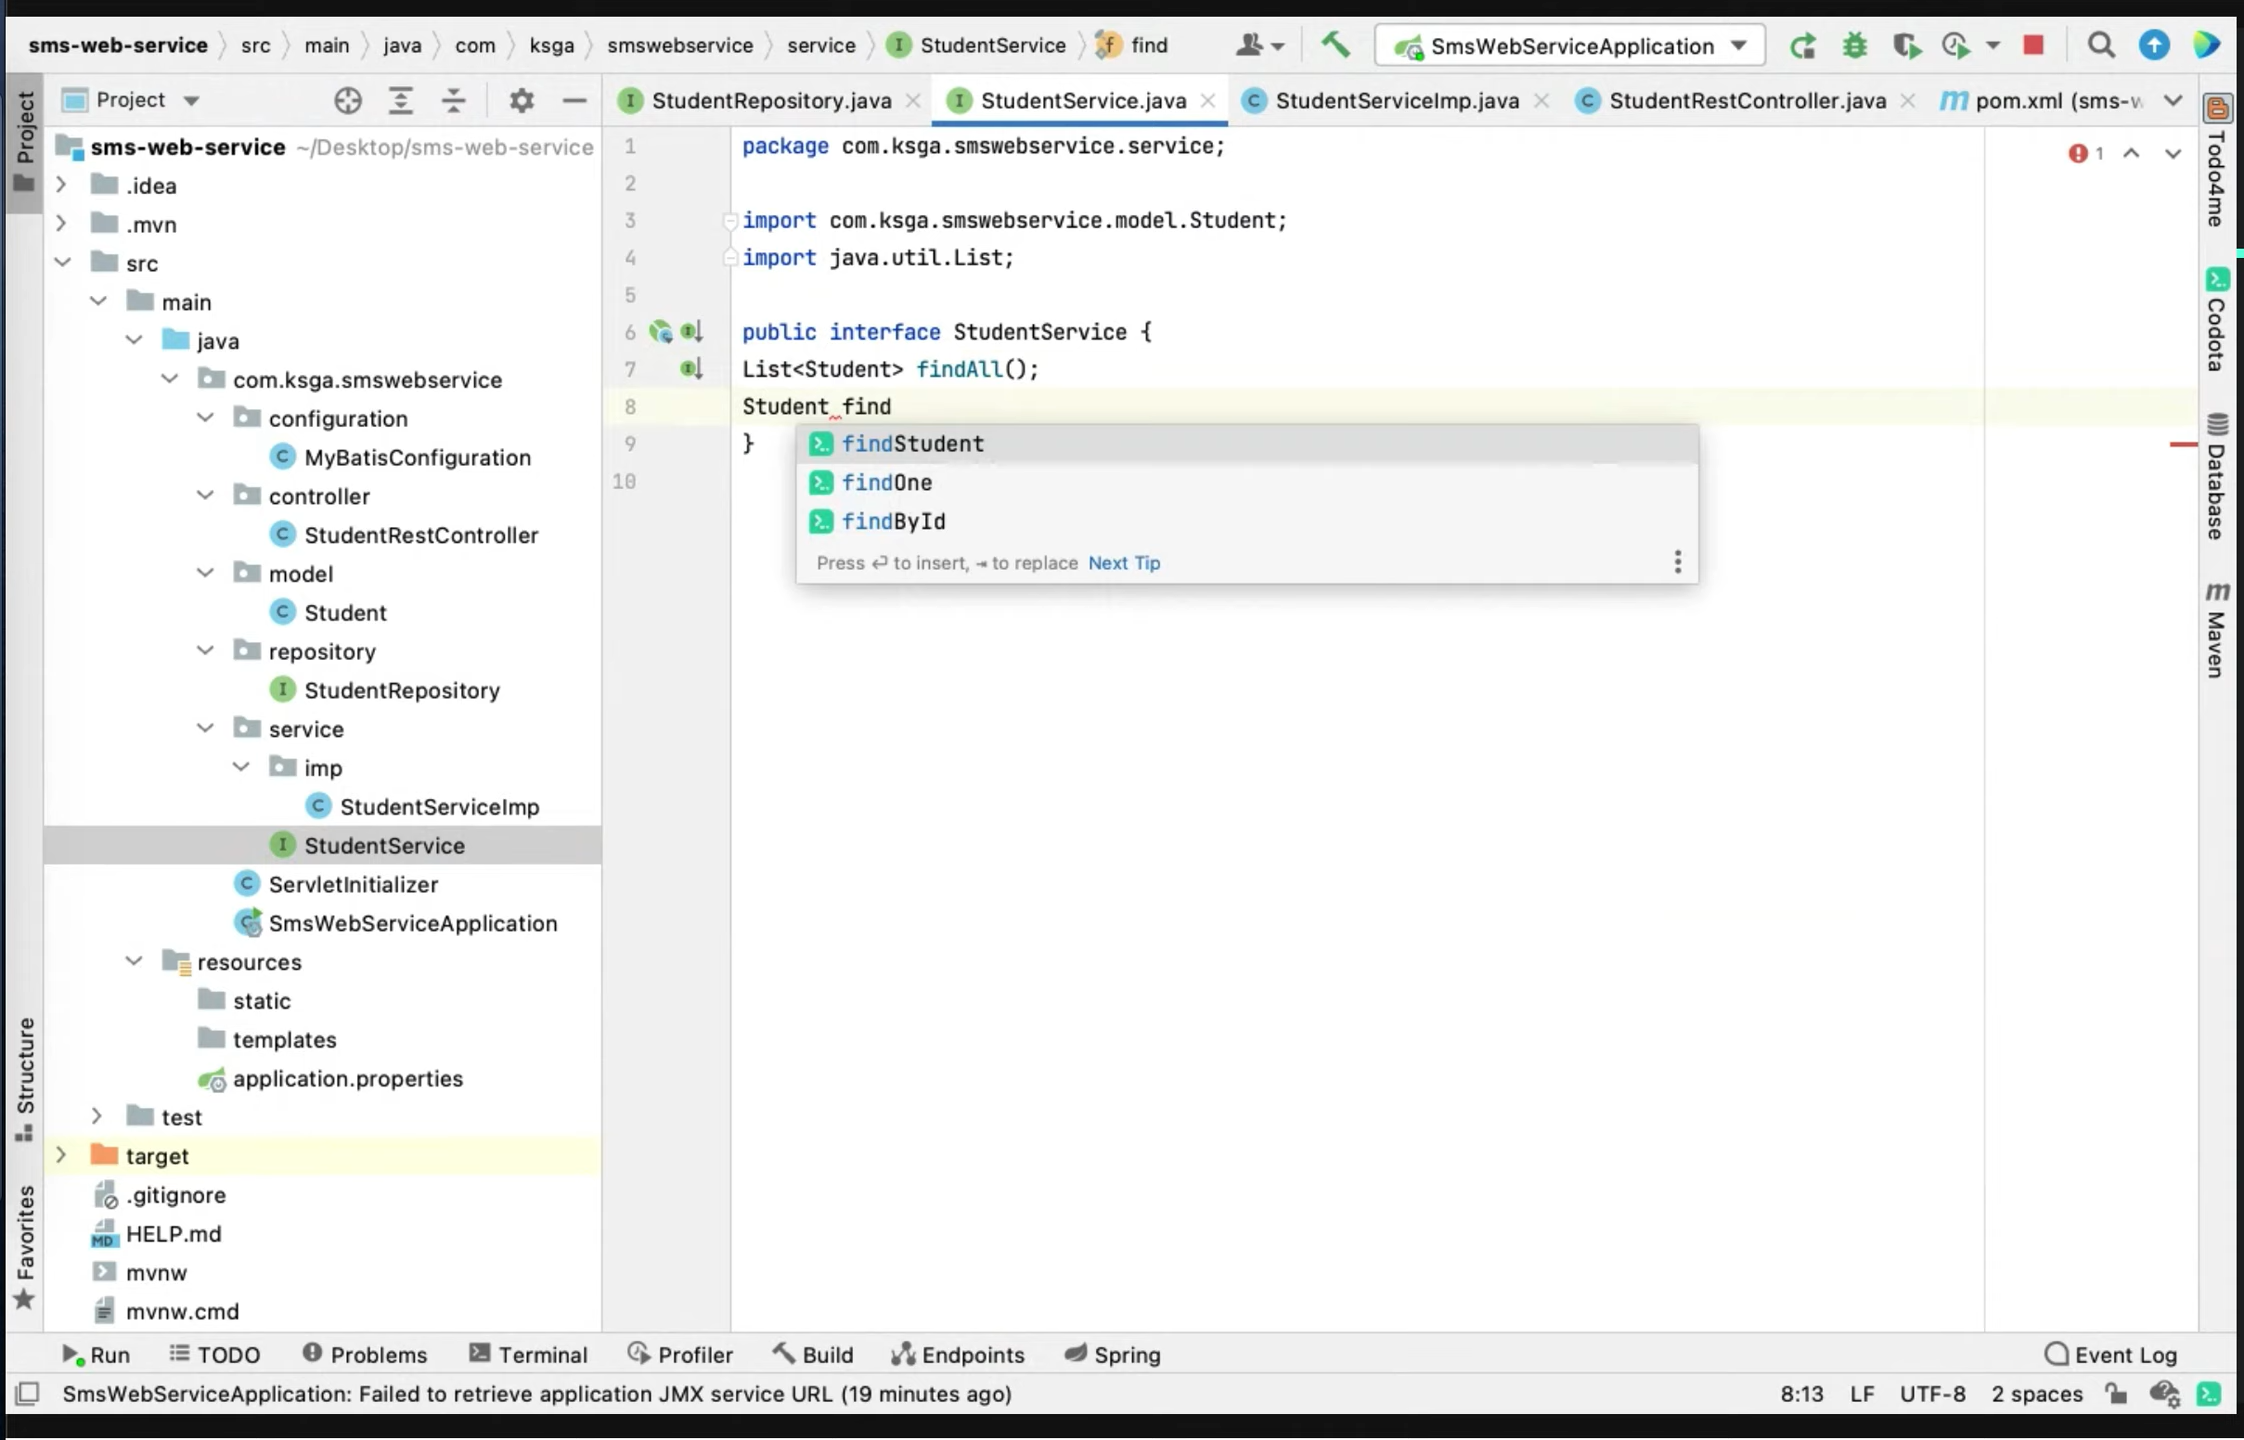 sms-web-service src main java com ksga smswebservice service StudentService find SmsWebServiceApplication
Project
StudentRepository.java StudentService.java StudentServiceImp.java StudentRestController.java pom.xml (sms-w
sms-web-service ~/Desktop/sms-web-service
.idea
.mvn
src
main
java
com.ksga.smswebservice
configuration
MyBatisConfiguration
controller
StudentRestController
model
Student
repository
StudentRepository
service
imp
StudentServiceImp
StudentService
ServletInitializer
SmsWebServiceApplication
resources
static
templates
application.properties
test
target
.gitignore
HELP.md
mvnw
mvnw.cmd
1 package com.ksga.smswebservice.service;
2
3 import com.ksga.smswebservice.model.Student;
4 import java.util.List;
5
6 public interface StudentService {
7 List<Student> findAll();
8 Student find
9 }
10
findStudent
findOne
findById
Press ↩ to insert, ⇥ to replace Next Tip
1
Project
Structure
Favorites
Todo4me
Codota
Database
Maven
Run TODO Problems Terminal Profiler Build Endpoints Spring Event Log
SmsWebServiceApplication: Failed to retrieve application JMX service URL (19 minutes ago) 8:13 LF UTF-8 2 spaces